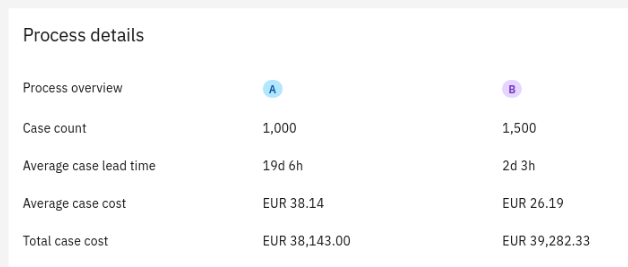 Process details
Process overview A B
Case count 1,000 1,500
Average case lead time 19d 6h 2d 3h
Average case cost EUR 38.14 EUR 26.19
Total case cost EUR 38,143.00 EUR 39,282.33